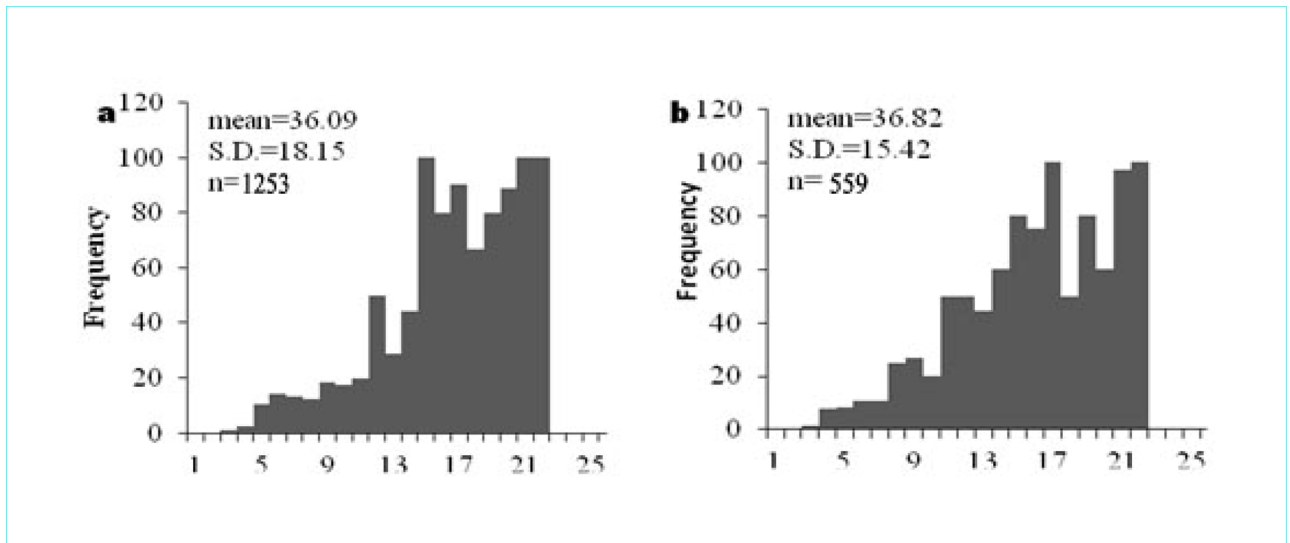 a
mean=36.09
S.D.=18.15
n=1253
Frequency
120
100
80
60
40
20
0
1 5 9 13 17 21 25
b
mean=36.82
S.D.=15.42
n= 559
Frequency
120
100
80
60
40
20
0
1 5 9 13 17 21 25